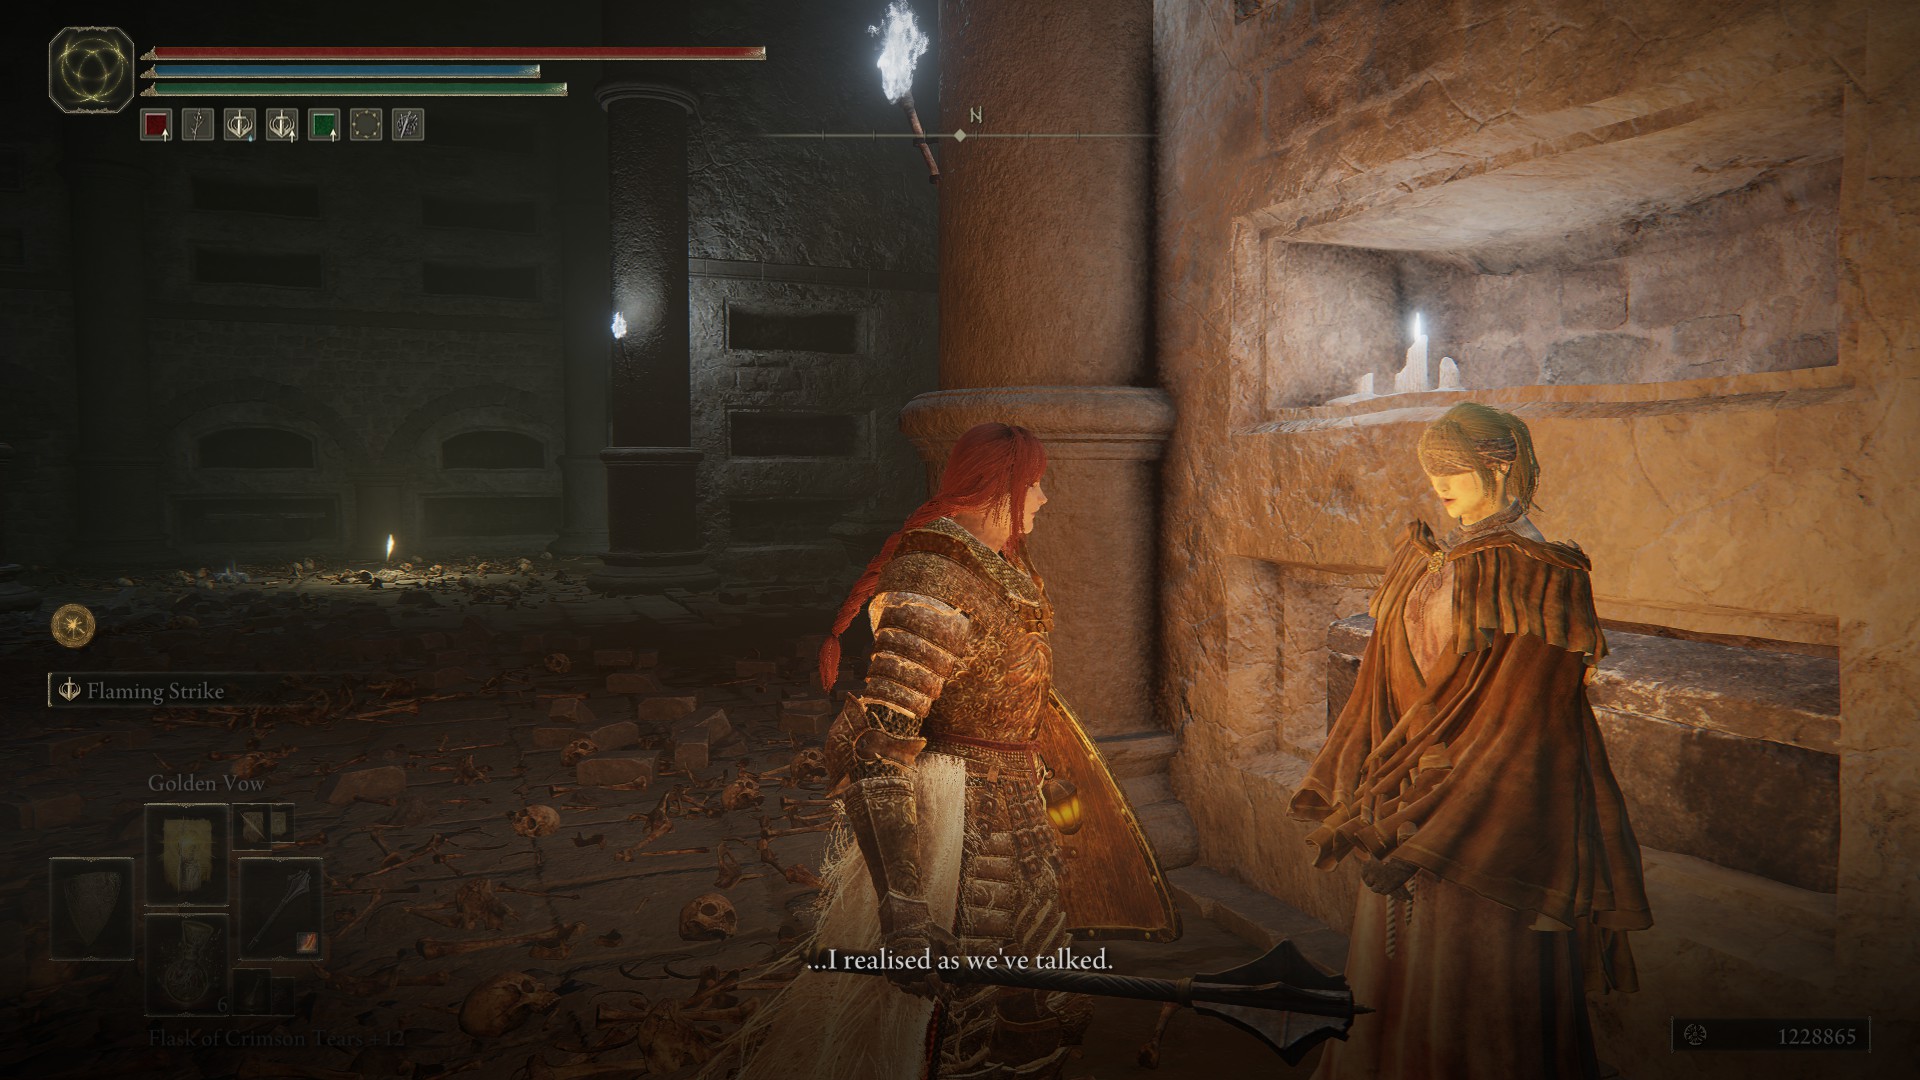 N
Flaming Strike
Golden Vow
6
Flask of Crimson Tears +12
...I realised as we've talked.
1228865